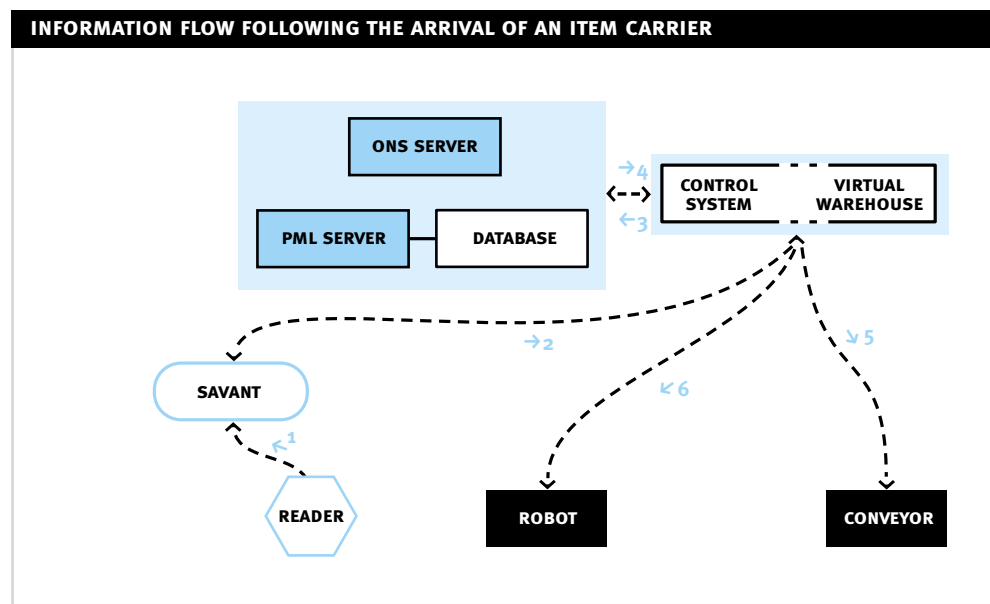 INFORMATION FLOW FOLLOWING THE ARRIVAL OF AN ITEM CARRIER
ONS SERVER
→4
CONTROL
SYSTEM
VIRTUAL
WAREHOUSE
←3
PML SERVER
DATABASE
→2
↘5
↙6
SAVANT
↖1
READER
ROBOT
CONVEYOR